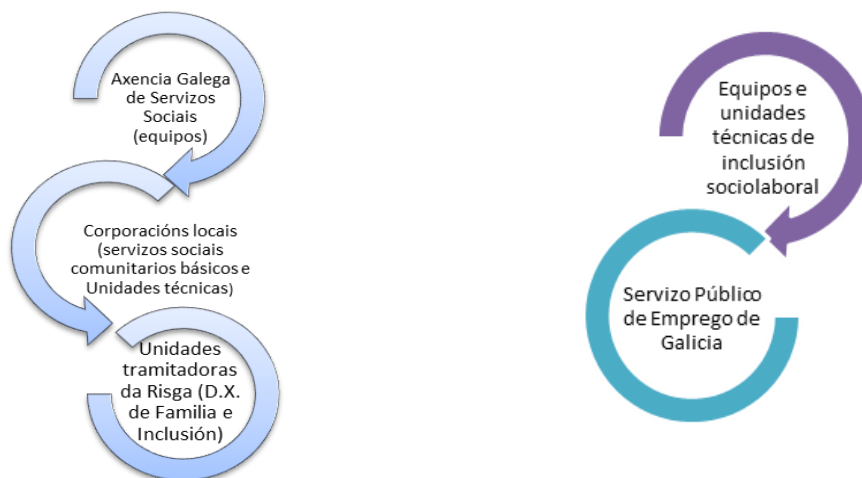 Axencia Galega
de Servizos
Sociais
(equipos)
Corporacións locais
(servizos sociais
comunitarios básicos e
Unidades técnicas)
Unidades
tramitadoras
da Risga (D.X.
de Familia e
Inclusión)
Equipos e
unidades
técnicas de
inclusión
sociolaboral
Servizo Público
de Emprego de
Galicia